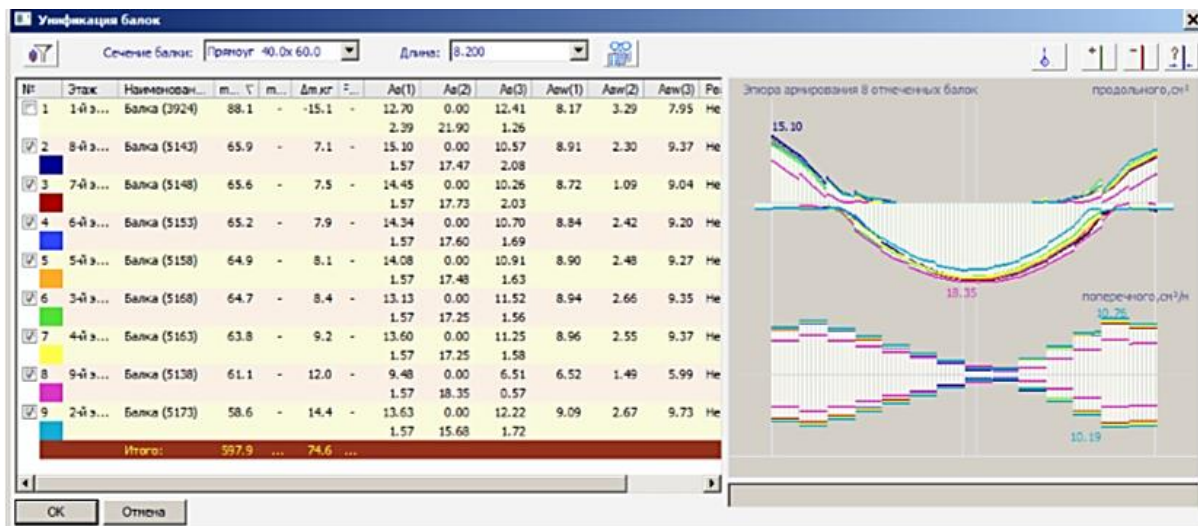 Унификация балок
Сечение балки: Прямоуг 40.0x 60.0 Длина: 8.200
№ Этаж Наименован... m... m... Δm,кг As(1) As(2) As(3) Asw(1) Asw(2) Asw(3) Ре
1 1-й э... Балка (3924) 88.1 - -15.1 - 12.70 0.00 12.41 8.17 3.29 7.95 Не
2.39 21.90 1.26
2 8-й э... Балка (5143) 65.9 - 7.1 - 15.10 0.00 10.57 8.91 2.30 9.37 Не
1.57 17.47 2.08
3 7-й э... Балка (5148) 65.6 - 7.5 - 14.45 0.00 10.26 8.72 1.09 9.04 Не
1.57 17.73 2.03
4 6-й э... Балка (5153) 65.2 - 7.9 - 14.34 0.00 10.70 8.84 2.42 9.20 Не
1.57 17.60 1.69
5 5-й э... Балка (5158) 64.9 - 8.1 - 14.08 0.00 10.91 8.90 2.48 9.27 Не
1.57 17.48 1.63
6 3-й э... Балка (5168) 64.7 - 8.4 - 13.13 0.00 11.52 8.94 2.66 9.35 Не
1.57 17.25 1.56
7 4-й э... Балка (5163) 63.8 - 9.2 - 13.60 0.00 11.25 8.96 2.55 9.37 Не
1.57 17.25 1.58
8 9-й э... Балка (5138) 61.1 - 12.0 - 9.48 0.00 6.51 6.52 1.49 5.99 Не
1.57 18.35 0.57
9 2-й э... Балка (5173) 58.6 - 14.4 - 13.63 0.00 12.22 9.09 2.67 9.73 Не
1.57 15.68 1.72
Итого: 597.9 ... 74.6 ...
OK Отмена
Эпюра армирования 8 отмеченных балок продольного,см²
15.10
18.35
поперечного,см²/м
10.19